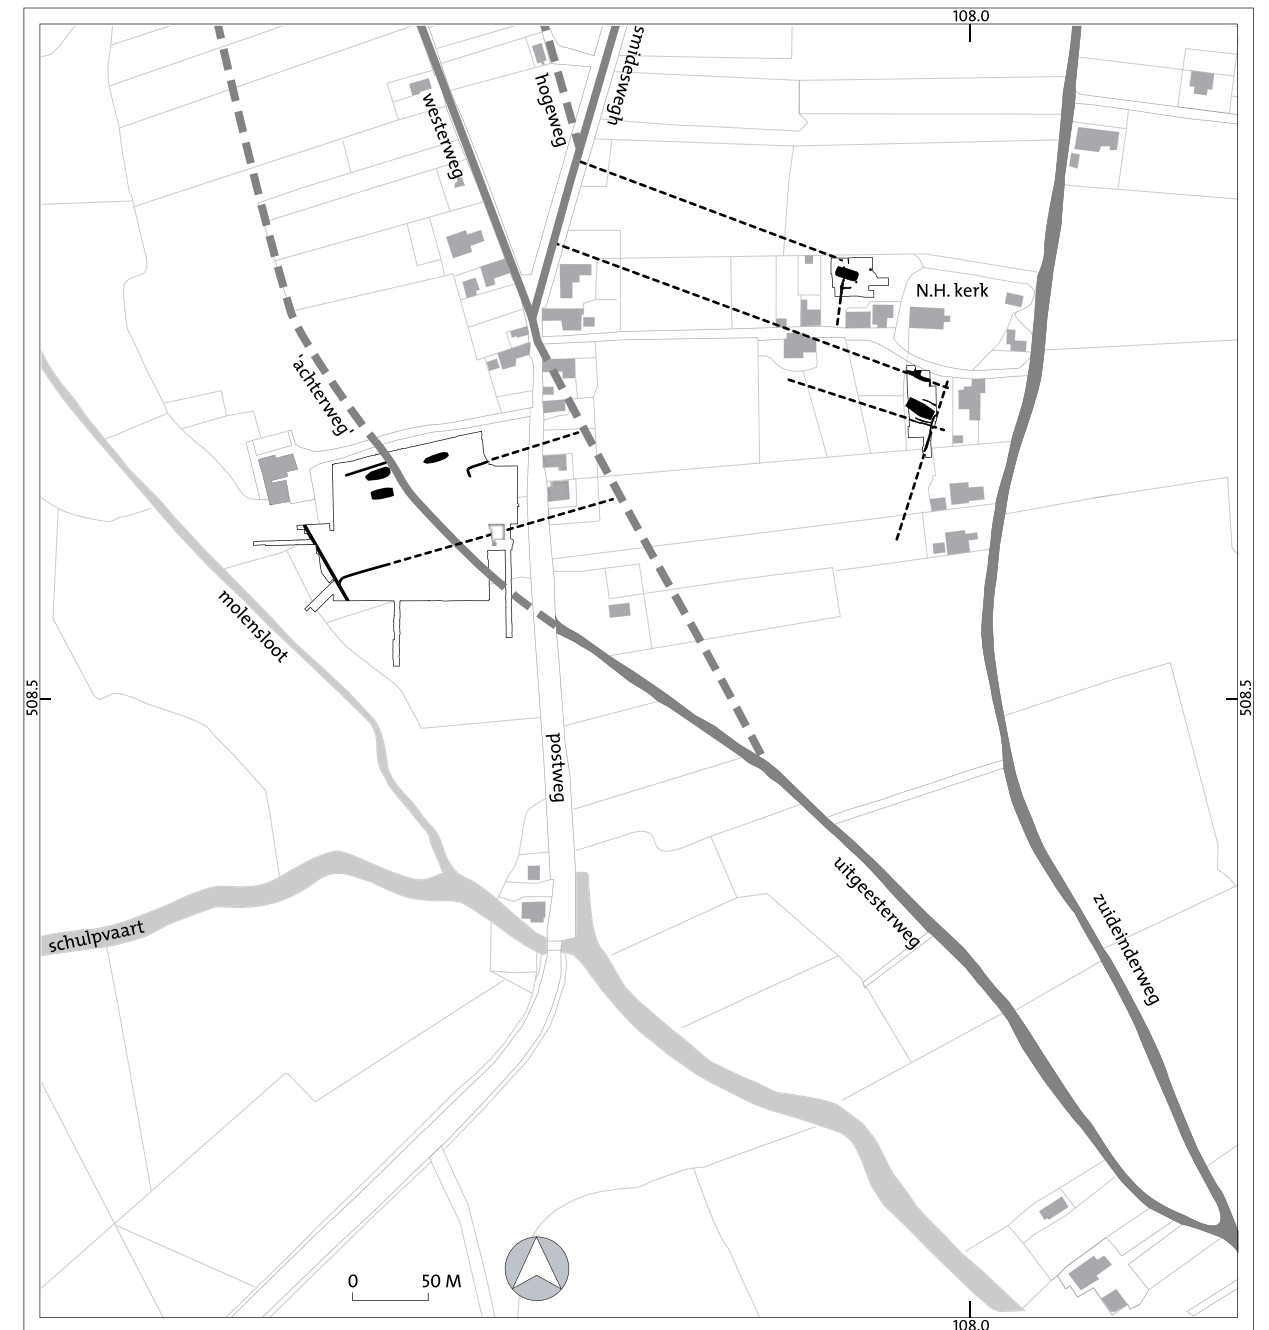 108.0
smideswegh
hogeweg
westerweg
N.H. kerk
'achterweg'
molensloot
508.5
508.5
postweg
uitgeesterweg
zuideinderweg
schulpvaart
0 50 M
108.0